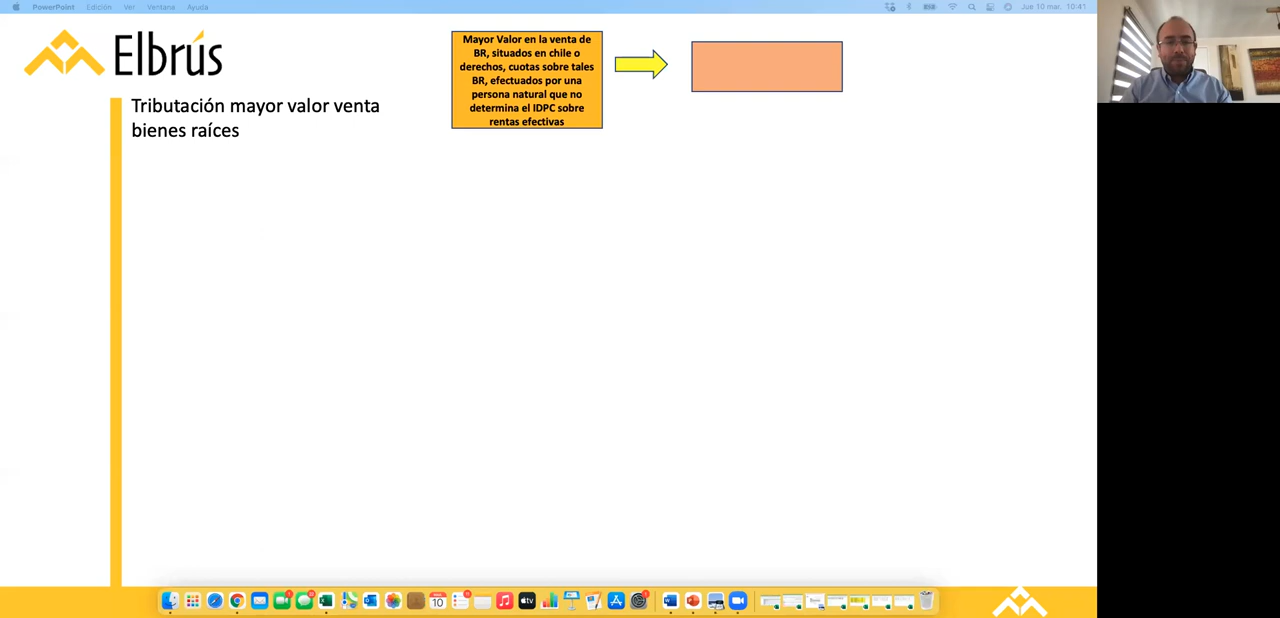 PowerPoint Edición Ver Ventana Ayuda
Jue 10 mar. 10:41
Elbrús
Tributación mayor valor venta
bienes raíces
Mayor Valor en la venta de
BR, situados en chile o
derechos, cuotas sobre tales
BR, efectuados por una
persona natural que no
determina el IDPC sobre
rentas efectivas
10
tv